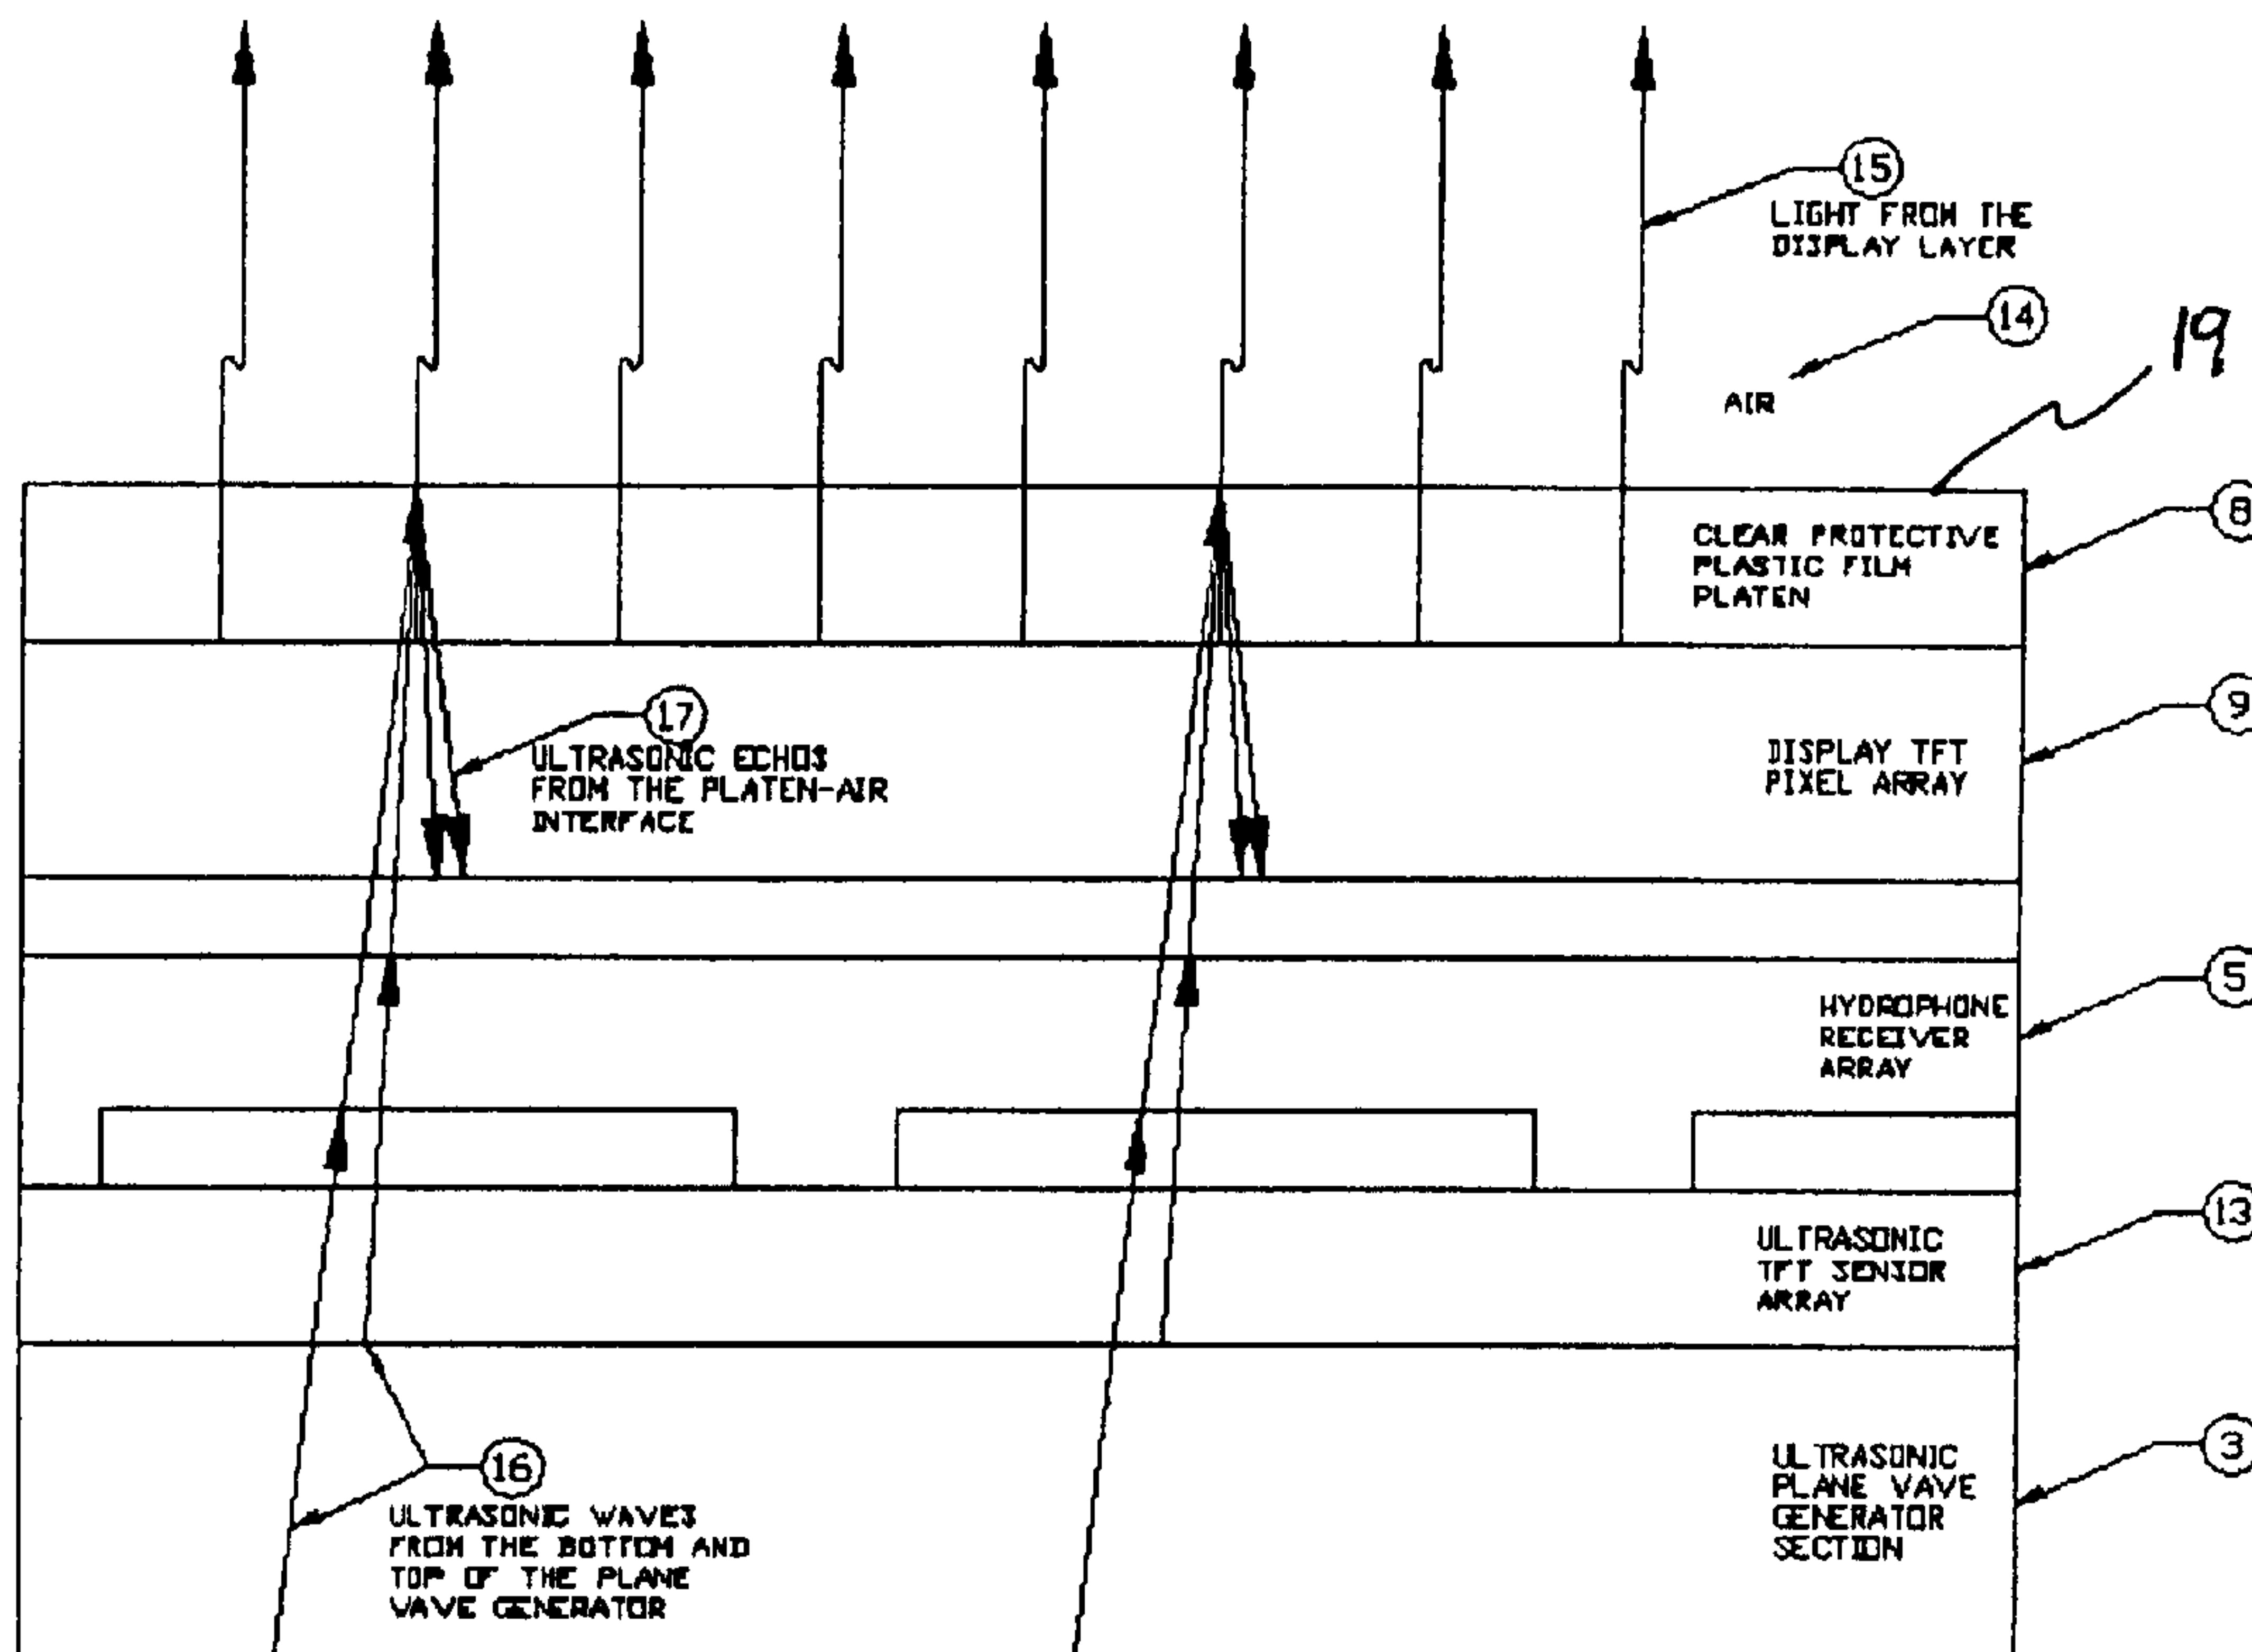 15
LIGHT FROM THE
DISPLAY LAYER
14
19
AIR
8
CLEAR PROTECTIVE
PLASTIC FILM
PLATEN
9
17
ULTRASONIC ECHOS
FROM THE PLATEN-AIR
INTERFACE
DISPLAY TFT
PIXEL ARRAY
5
HYDROPHONE
RECEIVER
ARRAY
13
ULTRASONIC
TFT SENSOR
ARRAY
3
16
ULTRASONIC WAVES
FROM THE BOTTOM AND
TOP OF THE PLANE
WAVE GENERATOR
ULTRASONIC
PLANE WAVE
GENERATOR
SECTION